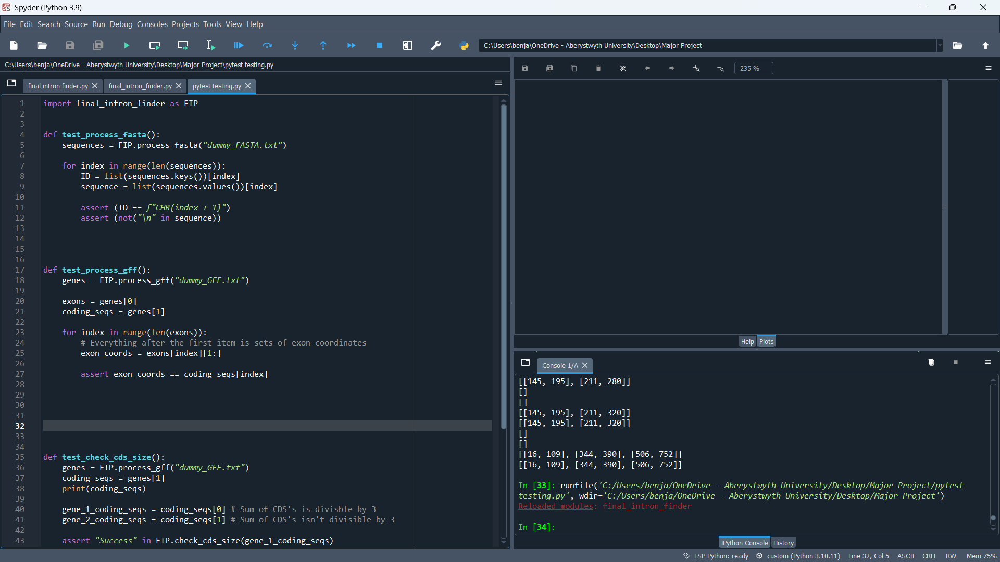 Spyder (Python 3.9)
File Edit Search Source Run Debug Consoles Projects Tools View Help
C:\Users\benja\OneDrive - Aberystwyth University\Desktop\Major Project
C:\Users\benja\OneDrive - Aberystwyth University\Desktop\Major Project\pytest testing.py
final intron finder.py final_intron_finder.py pytest testing.py
1 import final_intron_finder as FIP
2
3
4 def test_process_fasta():
5 sequences = FIP.process_fasta("dummy_FASTA.txt")
6
7 for index in range(len(sequences)):
8 ID = list(sequences.keys())[index]
9 sequence = list(sequences.values())[index]
10
11 assert (ID == f"CHR{index + 1}")
12 assert (not("\n" in sequence))
13
14
15
16
17 def test_process_gff():
18 genes = FIP.process_gff("dummy_GFF.txt")
19
20 exons = genes[0]
21 coding_seqs = genes[1]
22
23 for index in range(len(exons)):
24 # Everything after the first item is sets of exon-coordinates
25 exon_coords = exons[index][1:]
26
27 assert exon_coords == coding_seqs[index]
28
29
30
31
32
33
34
35 def test_check_cds_size():
36 genes = FIP.process_gff("dummy_GFF.txt")
37 coding_seqs = genes[1]
38 print(coding_seqs)
39
40 gene_1_coding_seqs = coding_seqs[0] # Sum of CDS's is divisble by 3
41 gene_2_coding_seqs = coding_seqs[1] # Sum of CDS's isn't divisible by 3
42
43 assert "Success" in FIP.check_cds_size(gene_1_coding_seqs)
235 %
Help Plots
Console 1/A
[[145, 195], [211, 280]]
[]
[]
[[145, 195], [211, 320]]
[[145, 195], [211, 320]]
[]
[]
[[16, 109], [344, 390], [506, 752]]
[[16, 109], [344, 390], [506, 752]]
In [33]: runfile('C:/Users/benja/OneDrive - Aberystwyth University/Desktop/Major Project/pytest
testing.py', wdir='C:/Users/benja/OneDrive - Aberystwyth University/Desktop/Major Project')
Reloaded modules: final_intron_finder
In [34]:
IPython Console History
LSP Python: ready custom (Python 3.10.11) Line 32, Col 5 ASCII CRLF RW Mem 75%